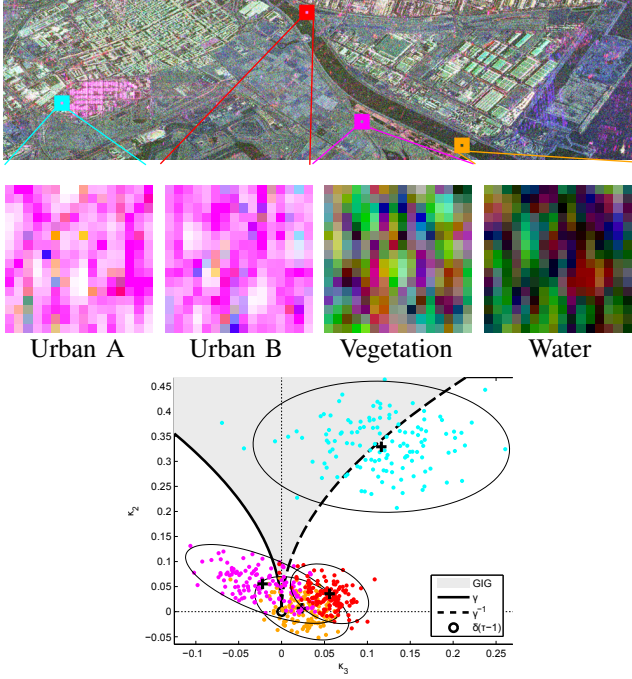 Urban A Urban B Vegetation Water
0.45
0.4
0.35
0.3
0.25
0.2
0.15
0.1
0.05
0
-0.05
κ2
GIG
γ
γ-1
δ(τ-1)
-0.1 -0.05 0 0.05 0.1 0.15 0.2 0.25
κ3